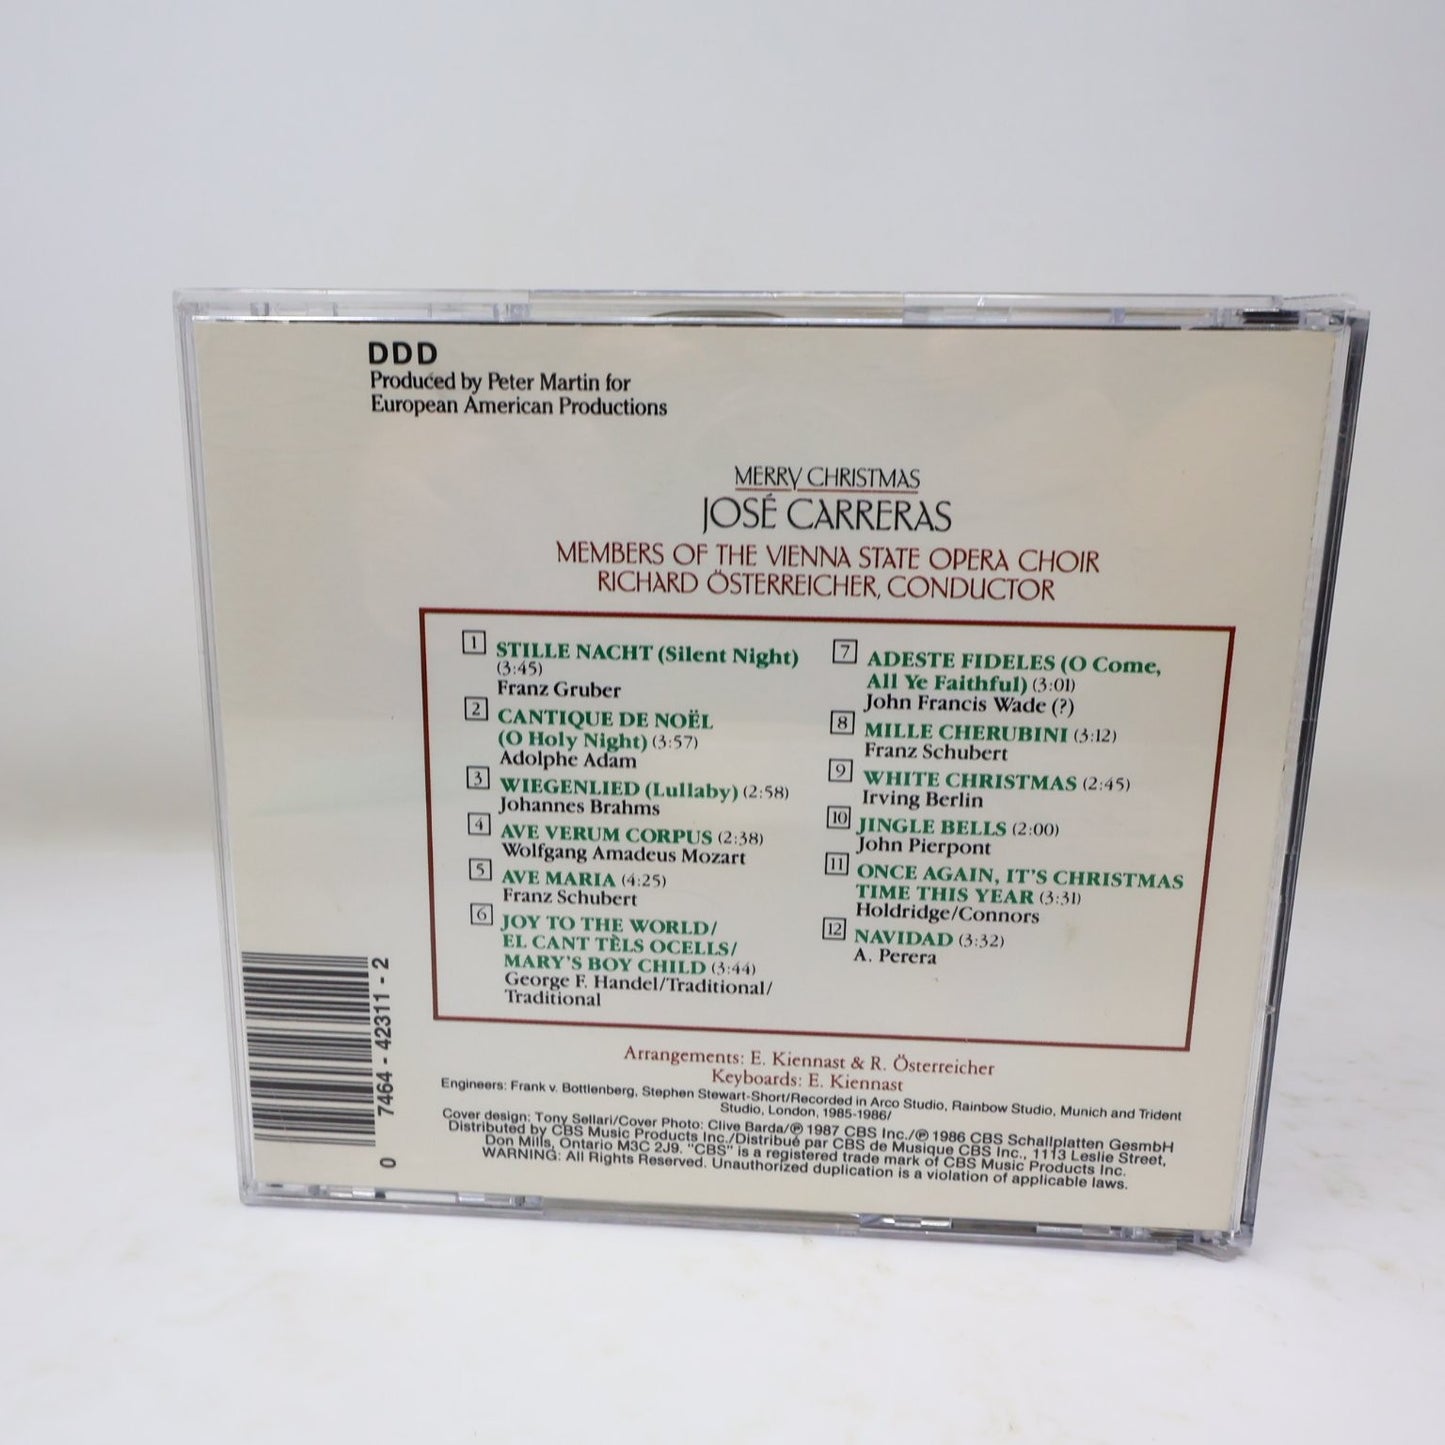 DDD
Produced by Peter Martin for
European American Productions
MERRY CHRISTMAS
JOSÉ CARRERAS
MEMBERS OF THE VIENNA STATE OPERA CHOIR
RICHARD ÖSTERREICHER, CONDUCTOR
1 STILLE NACHT (Silent Night)
(3:45)
Franz Gruber
2 CANTIQUE DE NOËL
(O Holy Night) (3:57)
Adolphe Adam
3 WIEGENLIED (Lullaby) (2:58)
Johannes Brahms
4 AVE VERUM CORPUS (2:38)
Wolfgang Amadeus Mozart
5 AVE MARIA (4:25)
Franz Schubert
6 JOY TO THE WORLD/
EL CANT TÈLS OCELLS/
MARY'S BOY CHILD (3:44)
George F. Handel/Traditional/
Traditional
7 ADESTE FIDELES (O Come,
All Ye Faithful) (3:01)
John Francis Wade (?)
8 MILLE CHERUBINI (3:12)
Franz Schubert
9 WHITE CHRISTMAS (2:45)
Irving Berlin
10 JINGLE BELLS (2:00)
John Pierpont
11 ONCE AGAIN, IT'S CHRISTMAS
TIME THIS YEAR (3:31)
Holdridge/Connors
12 NAVIDAD (3:32)
A. Perera
Arrangements: E. Kiennast & R. Österreicher
Keyboards: E. Kiennast
Engineers: Frank v. Bottlenberg, Stephen Stewart-Short/Recorded in Arco Studio, Rainbow Studio, Munich and Trident
Studio, London, 1985-1986/
Cover design: Tony Sellari/Cover Photo: Clive Barda/℗ 1987 CBS Inc./℗ 1986 CBS Schallplatten GesmbH
Distributed by CBS Music Products Inc./Distribué par CBS de Musique CBS Inc., 1113 Leslie Street,
Don Mills, Ontario M3C 2J9. "CBS" is a registered trade mark of CBS Music Products Inc.
WARNING: All Rights Reserved. Unauthorized duplication is a violation of applicable laws.
0 7464-42311-2